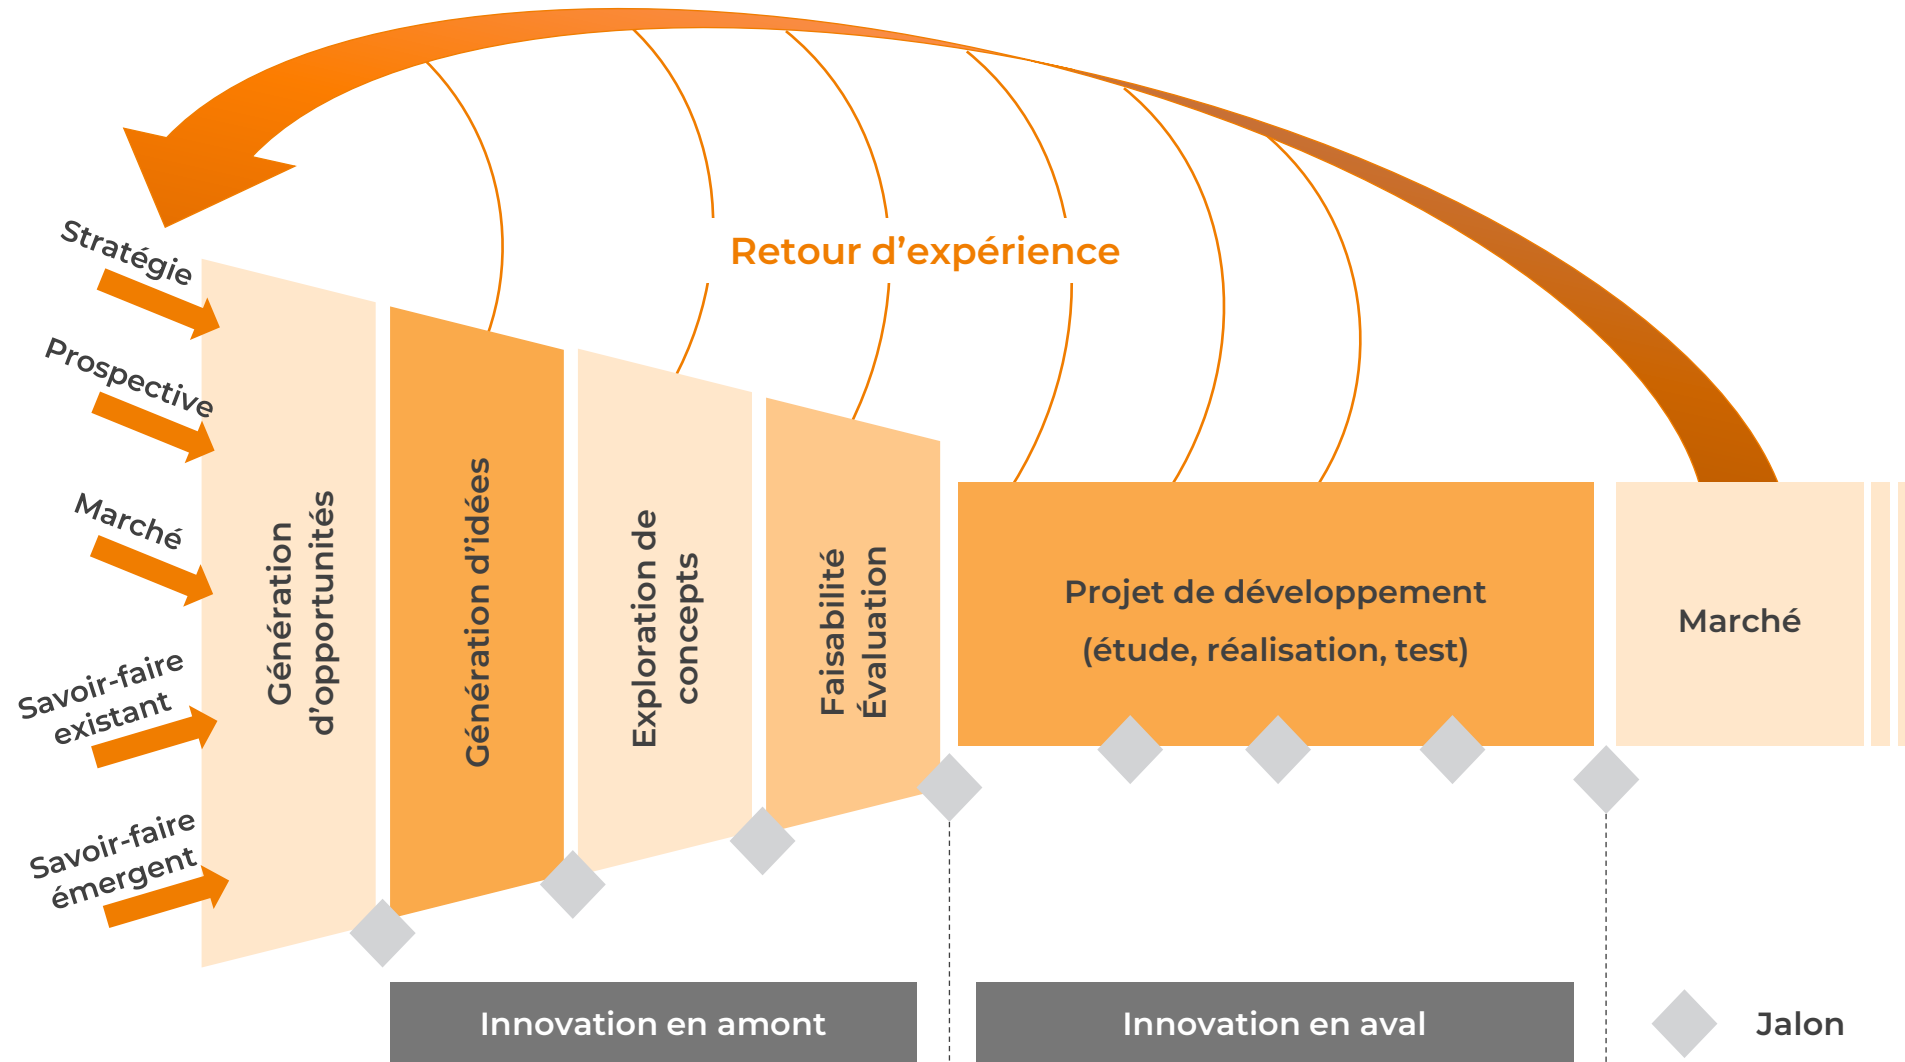 Retour d’expérience
Stratégie
Prospective
Marché
Savoir-faire
existant
Savoir-faire
émergent
Génération
d’opportunités
Génération d’idées
Exploration de
concepts
Faisabilité
Évaluation
Projet de développement
(étude, réalisation, test)
Marché
Innovation en amont
Innovation en aval
Jalon